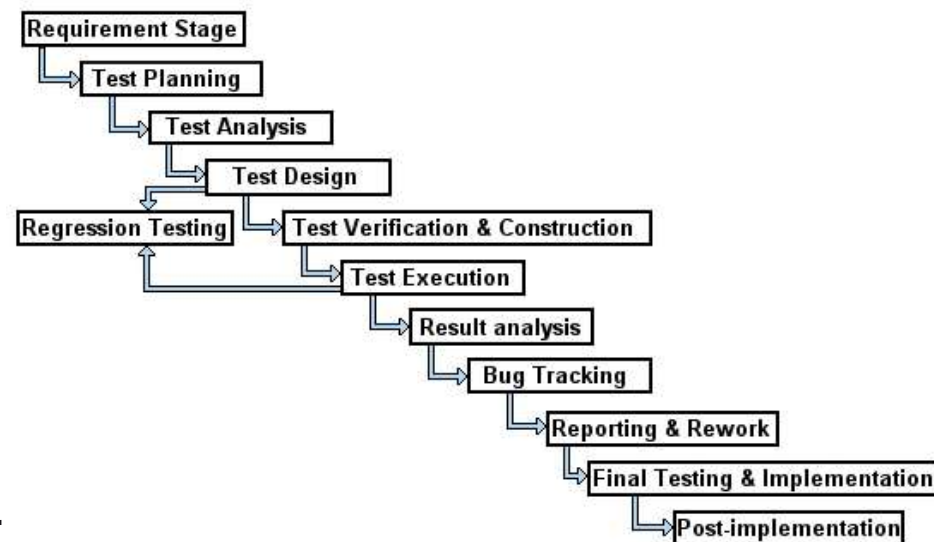 Requirement Stage
Test Planning
Test Analysis
Test Design
Regression Testing
Test Verification & Construction
Test Execution
Result analysis
Bug Tracking
Reporting & Rework
Final Testing & Implementation
Post-implementation